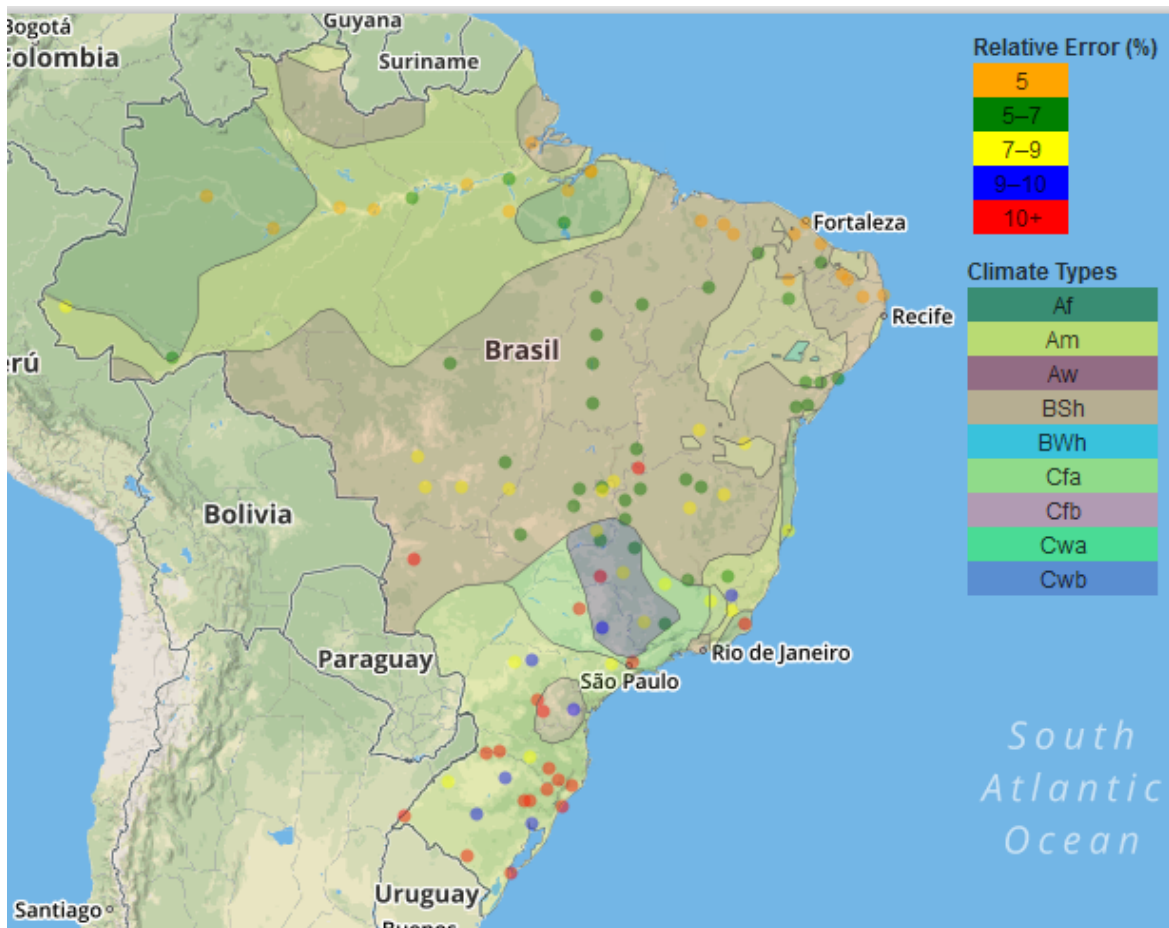 Bogotá
Colombia
Guyana
Suriname
Relative Error (%)
5
5–7
7–9
9–10
10+
Fortaleza
Climate Types
Af
Am
Aw
BSh
BWh
Cfa
Cfb
Cwa
Cwb
Recife
erú
Brasil
Bolivia
Paraguay
Rio de Janeiro
São Paulo
South
Atlantic
Ocean
Uruguay
Santiago
Buenos